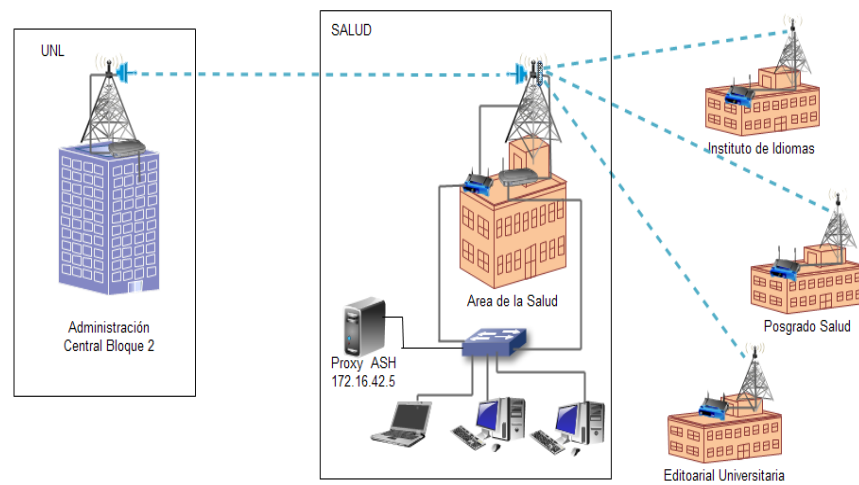 UNL
SALUD
Instituto de Idiomas
Area de la Salud
Posgrado Salud
Administración
Central Bloque 2
Proxy ASH
172.16.42.5
Editoarial Universitaria